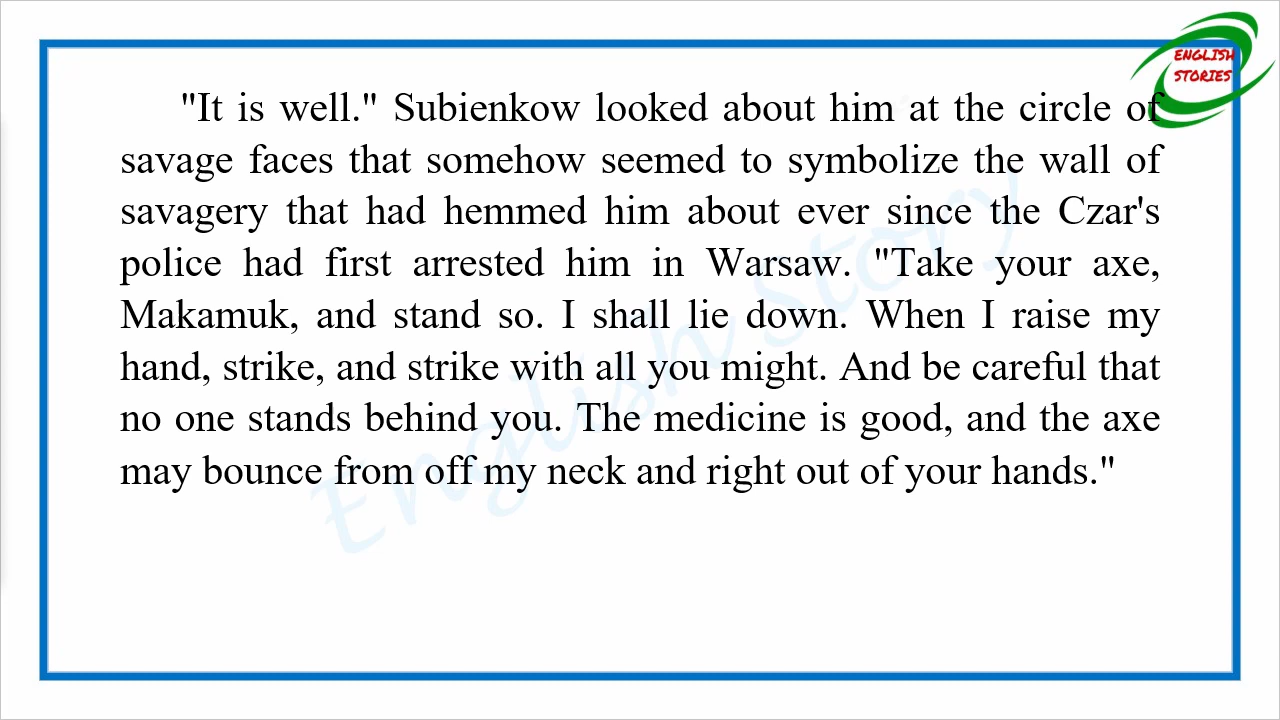 ENGLISH
STORIES
"It is well." Subienkow looked about him at the circle of
savage faces that somehow seemed to symbolize the wall of
savagery that had hemmed him about ever since the Czar's
police had first arrested him in Warsaw. "Take your axe,
Makamuk, and stand so. I shall lie down. When I raise my
hand, strike, and strike with all you might. And be careful that
no one stands behind you. The medicine is good, and the axe
may bounce from off my neck and right out of your hands."
English Story